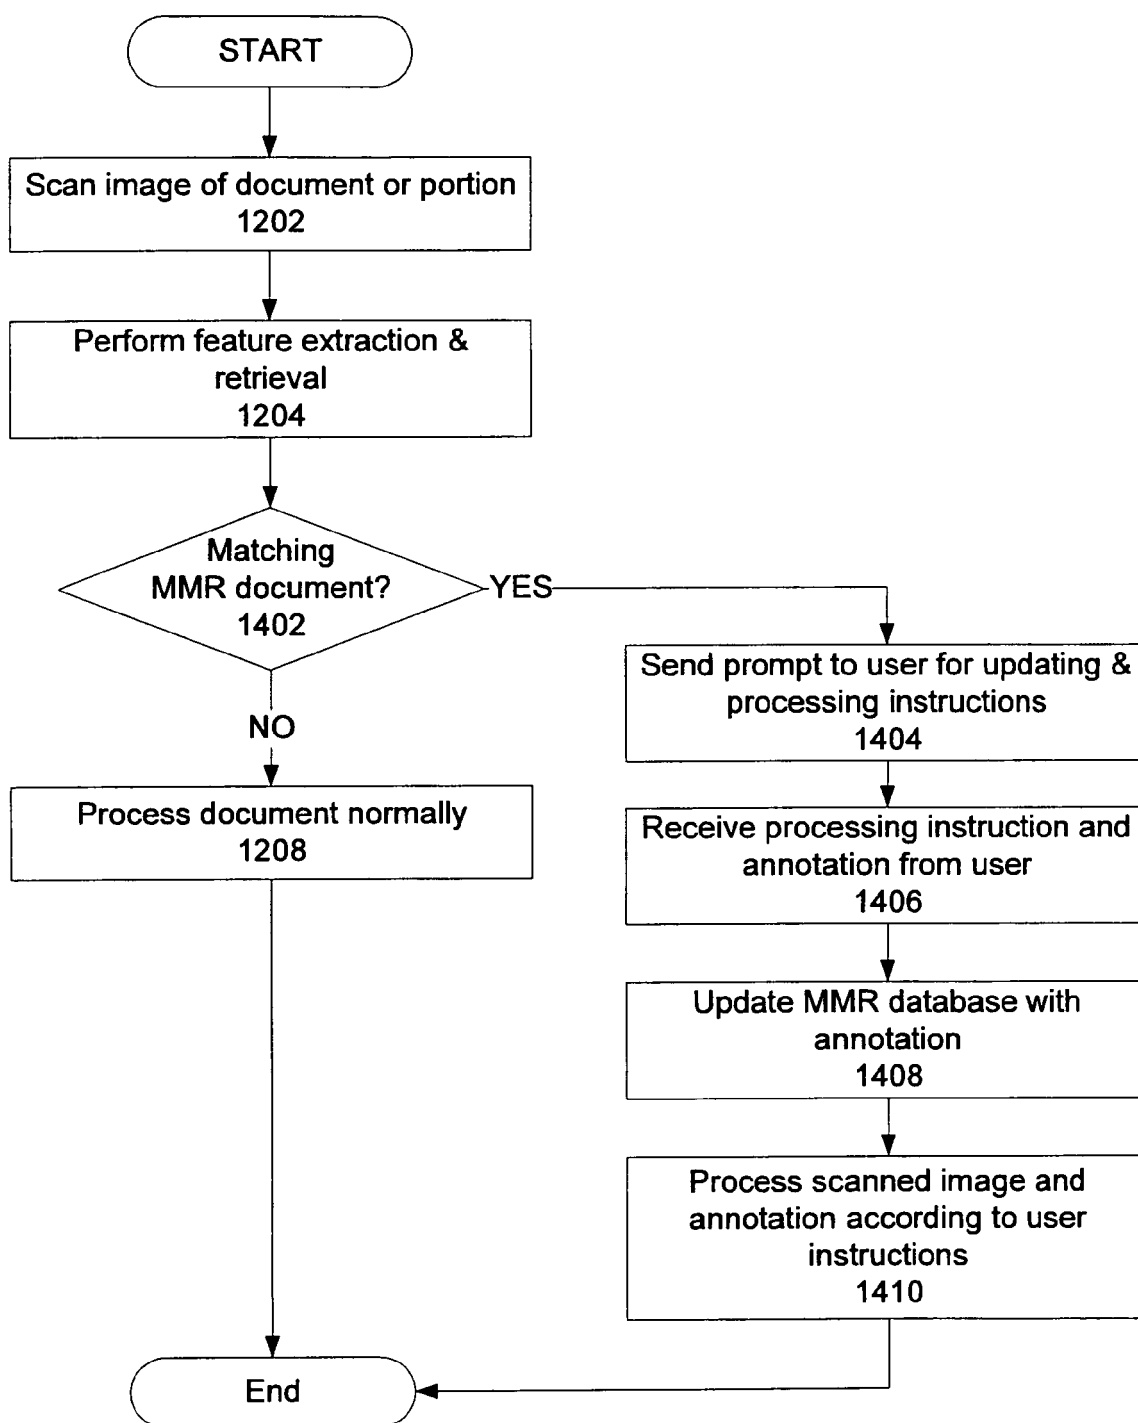 START
Scan image of document or portion
1202
Perform feature extraction &
retrieval
1204
Matching
MMR document?
1402
YES
NO
Process document normally
1208
Send prompt to user for updating &
processing instructions
1404
Receive processing instruction and
annotation from user
1406
Update MMR database with
annotation
1408
Process scanned image and
annotation according to user
instructions
1410
End